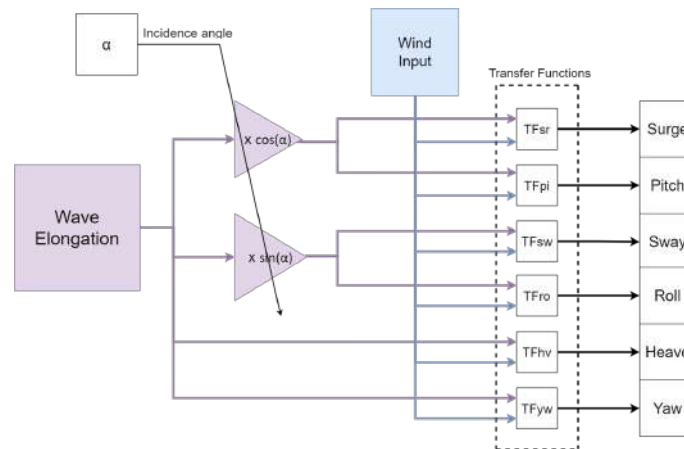 α
Incidence angle
Wind
Input
Transfer Functions
x cos(α)
TFsr
Surge
TFpi
Pitch
Wave
Elongation
x sin(α)
TFsw
Sway
TFro
Roll
TFhv
Heave
TFyw
Yaw